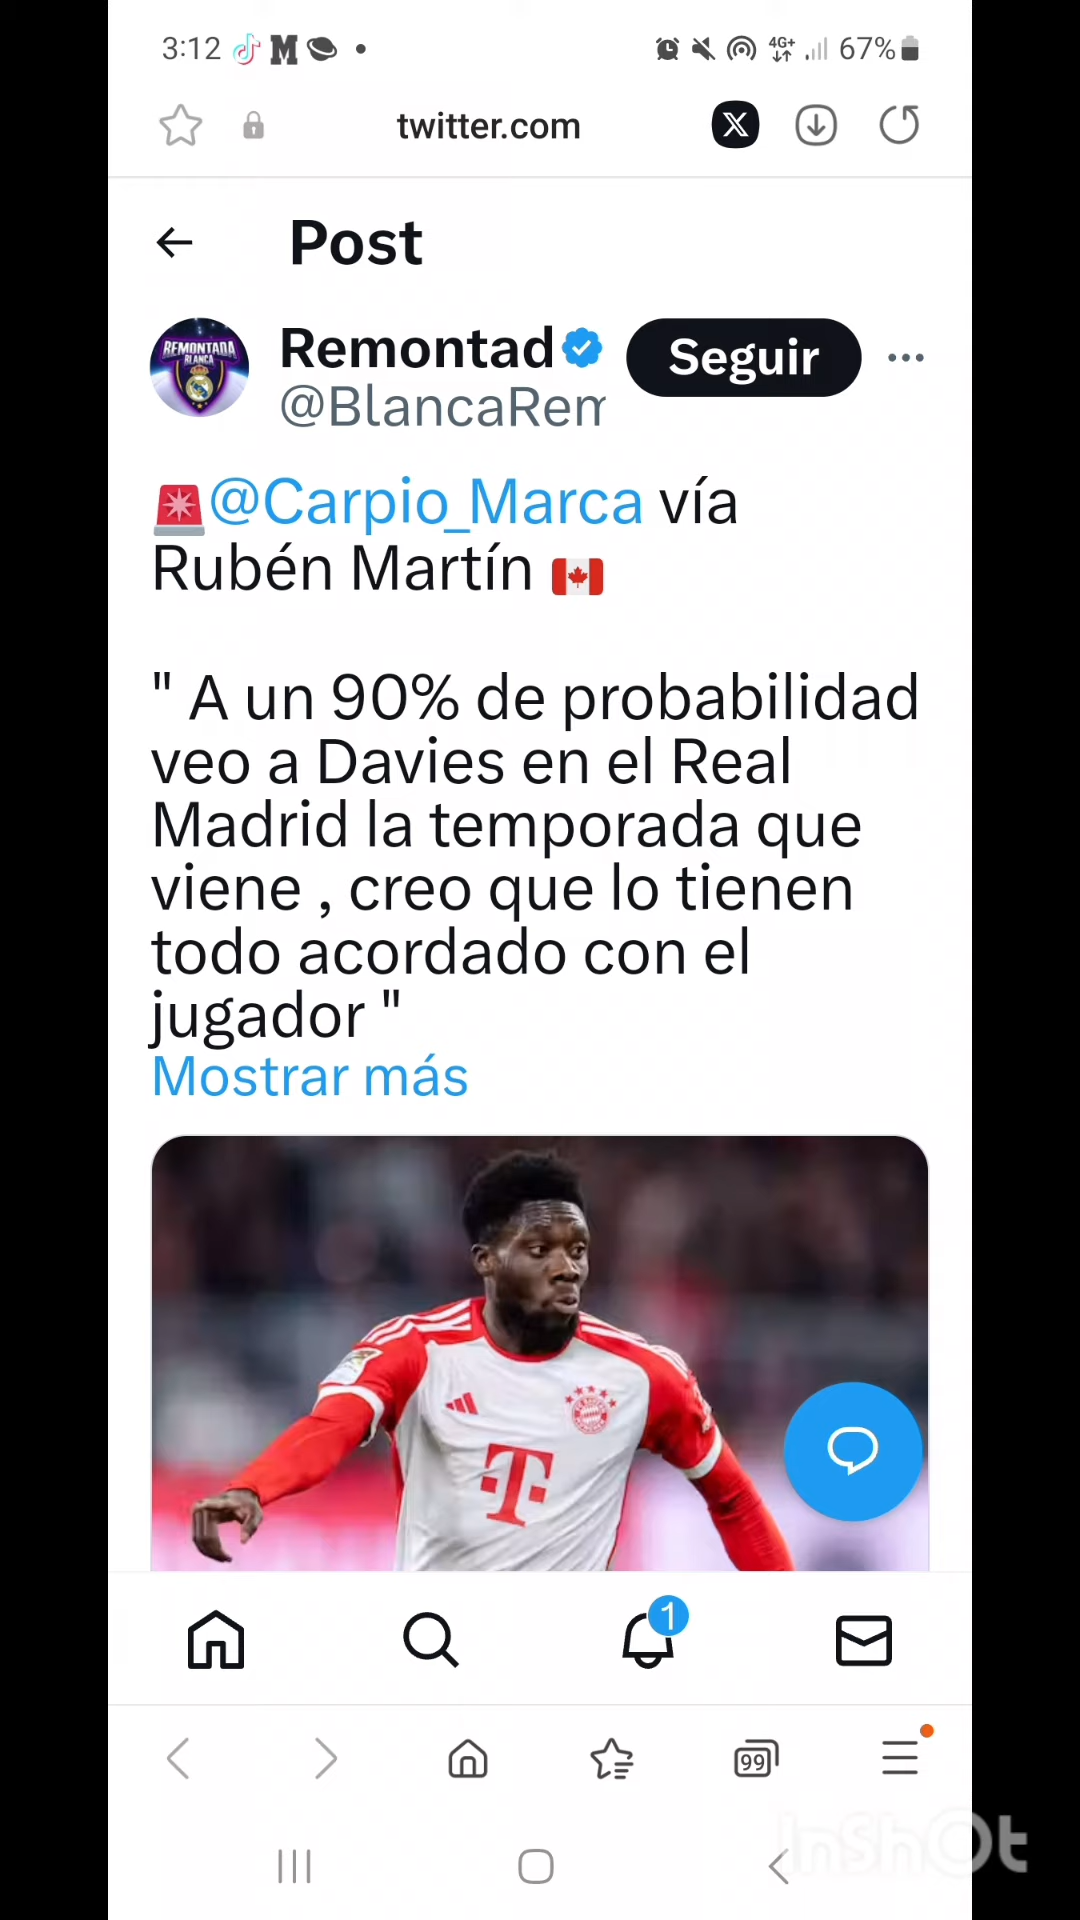 3:12
4G+
67%
twitter.com
Post
REMONTADA
BLANCA
Remontad
@BlancaRem
Seguir
@Carpio_Marca vía
Rubén Martín
" A un 90% de probabilidad
veo a Davies en el Real
Madrid la temporada que
viene , creo que lo tienen
todo acordado con el
jugador "
Mostrar más
T
1
99
InShOt